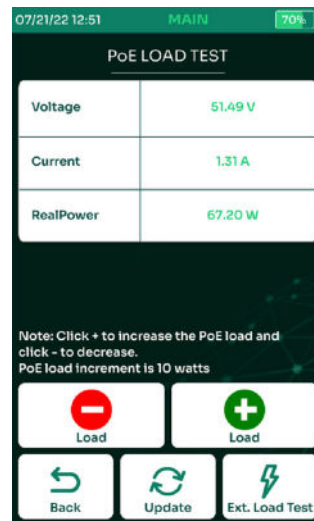 07/21/22 12:51 MAIN 70%
PoE LOAD TEST
Voltage 51.49 V
Current 1.31 A
RealPower 67.20 W
Note: Click + to increase the PoE load and
click - to decrease.
PoE load increment is 10 watts
Load Load
Back Update Ext. Load Test